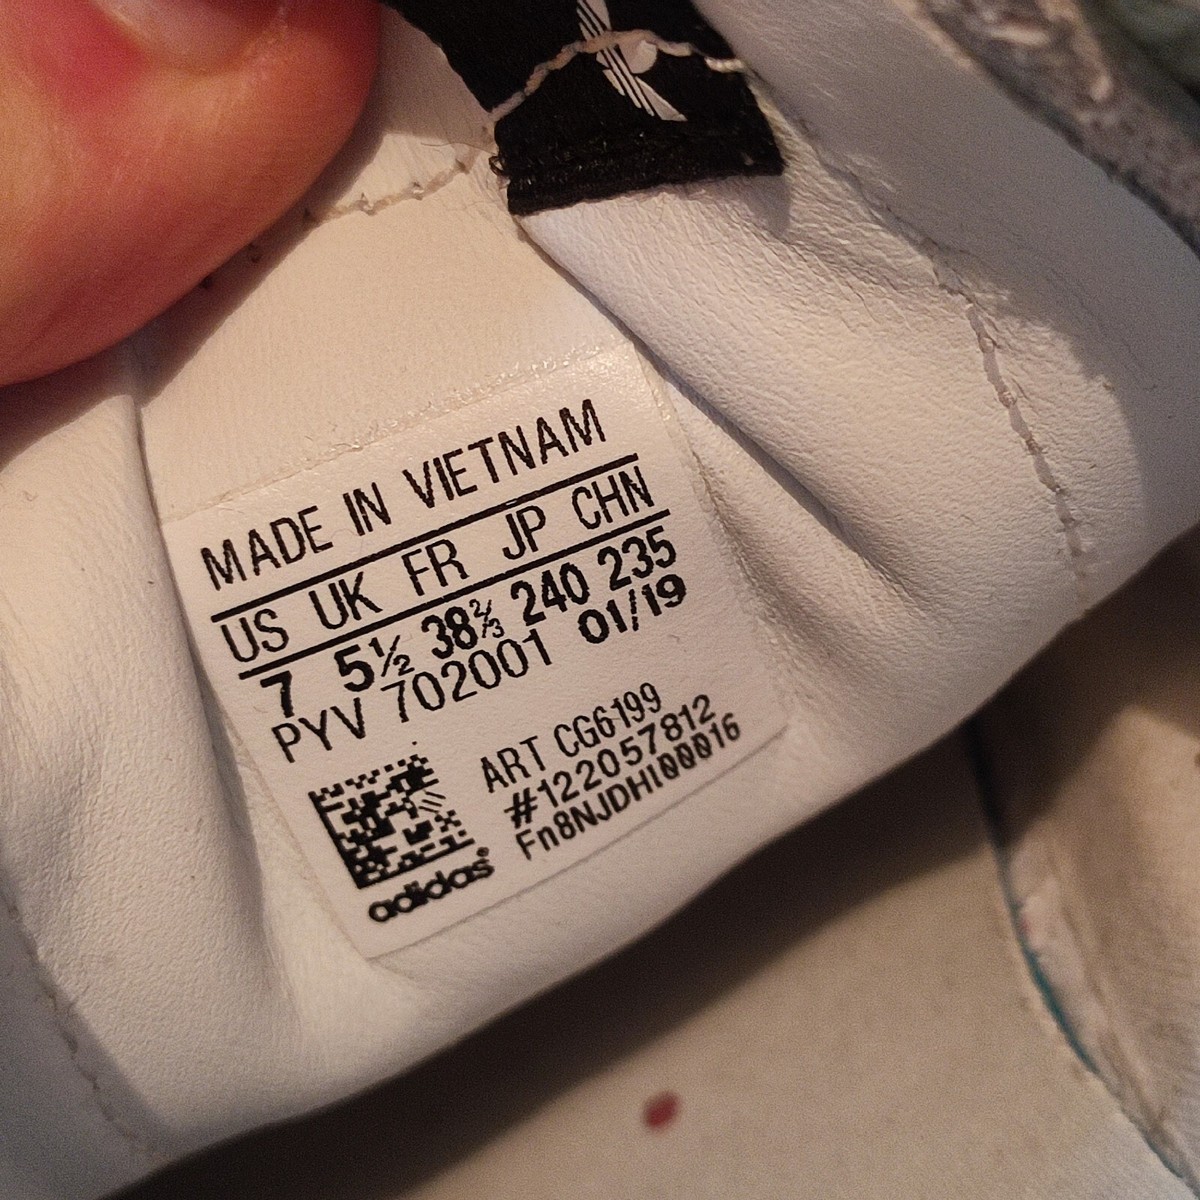 MADE IN VIETNAM
US UK FR JP CHN
7 5½ 38⅔ 240 235
PYV 702001 01/19
ART CG6199
#122057812
Fn8NJDHI00016
adidas®